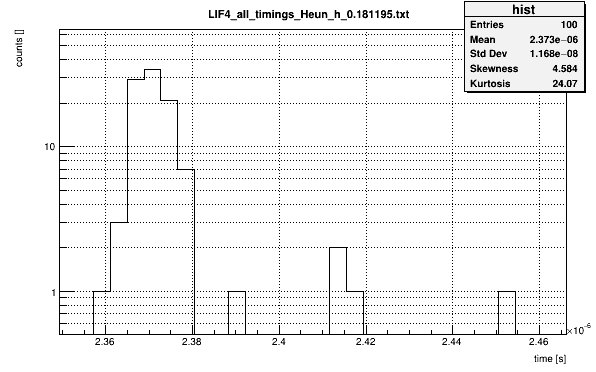 LIF4_all_timings_Heun_h_0.181195.txt
hist
Entries 100
Mean 2.373e−06
Std Dev 1.168e−08
Skewness 4.584
Kurtosis 24.07
counts []
10
1
2.36 2.38 2.4 2.42 2.44 2.46
×10−6
time [s]